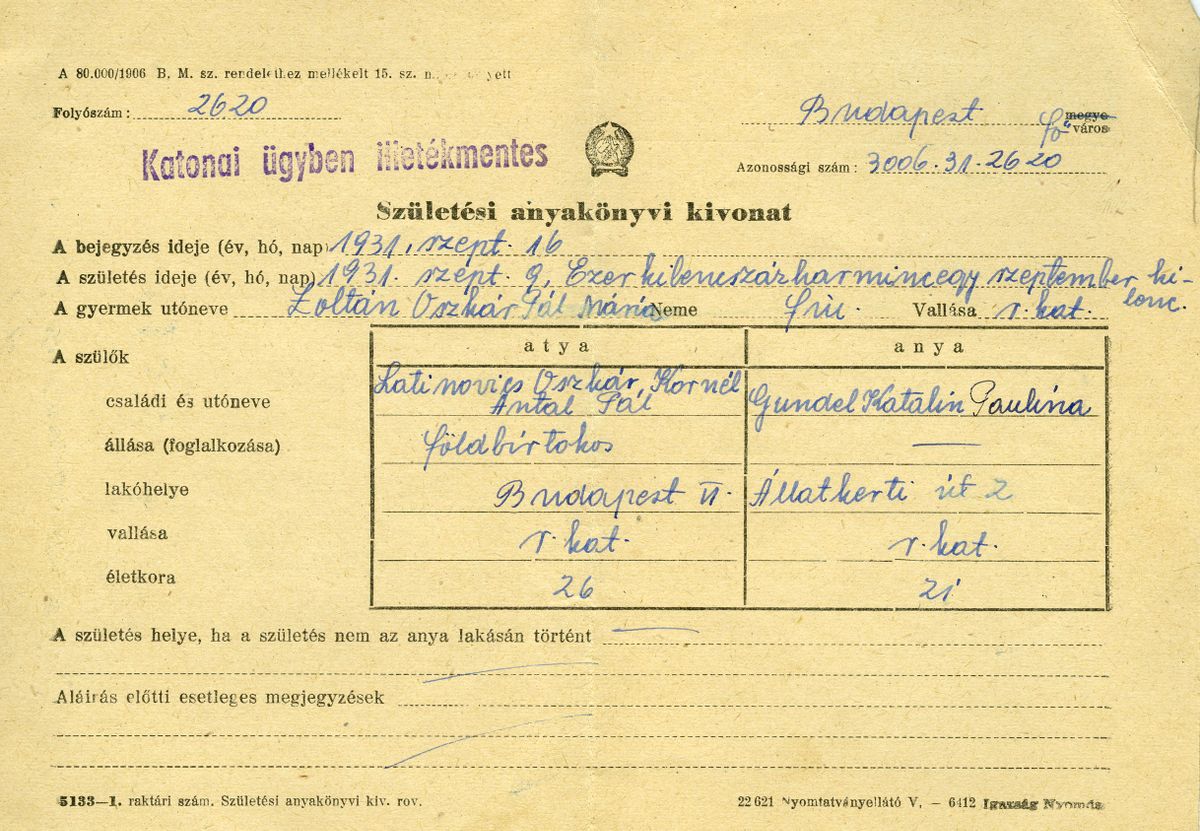 A 80.000/1906 B. M. sz. rendelethez mellékelt 15. sz.
Folyószám: 2620
Budapest fő megye város
Katonai ügyben illetékmentes
Azonossági szám: 3006.31.2620
Születési anyakönyvi kivonat
A bejegyzés ideje (év, hó, nap) 1931. szept. 16
A születés ideje (év, hó, nap) 1931. szept. 9, Ezerkilencszázharmincegy szeptember ki-
lenc.
A gyermek utóneve Zoltán Oszkár Pál Mária Neme fiú. Vallása r. kat.
A szülők atya anya
családi és utóneve Latinovics Oszkár, Kornél Antal Pál Gundel Katalin Paulina
állása (foglalkozása) földbirtokos —
lakóhelye Budapest VI. Állatkerti út 2
vallása r. kat. r. kat.
életkora 26 21
A születés helye, ha a születés nem az anya lakásán történt —
Aláírás előtti esetleges megjegyzések
5133—1. raktári szám. Születési anyakönyvi kiv. rov.
22 621 Nyomtatványellátó V. — 6412 Igazság Nyomda